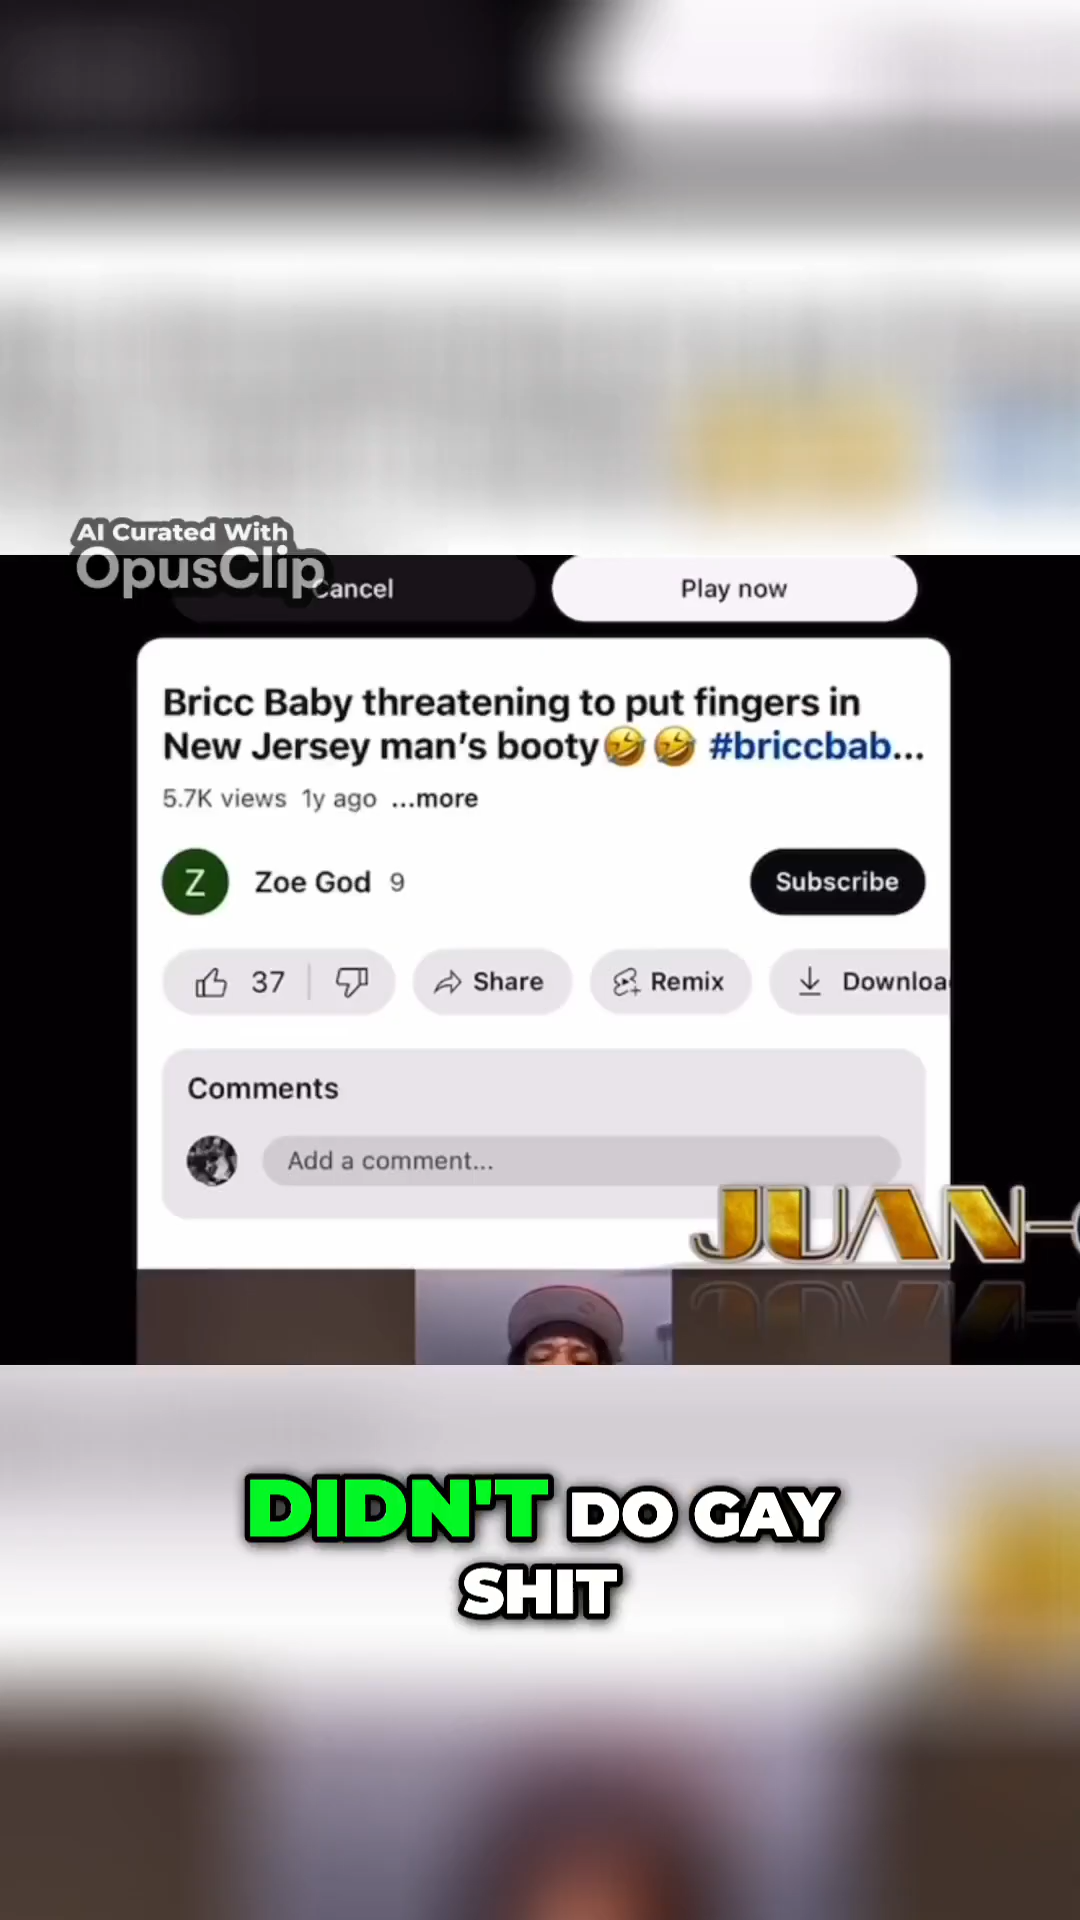 AI Curated With
OpusClip
Cancel
Play now
Bricc Baby threatening to put fingers in
New Jersey man's booty🤣🤣 #briccbab...
5.7K views 1y ago ...more
Z
Zoe God 9
Subscribe
37
Share
Remix
Downloa
Comments
Add a comment...
JUAN-
DIDN'T DO GAY
SHIT